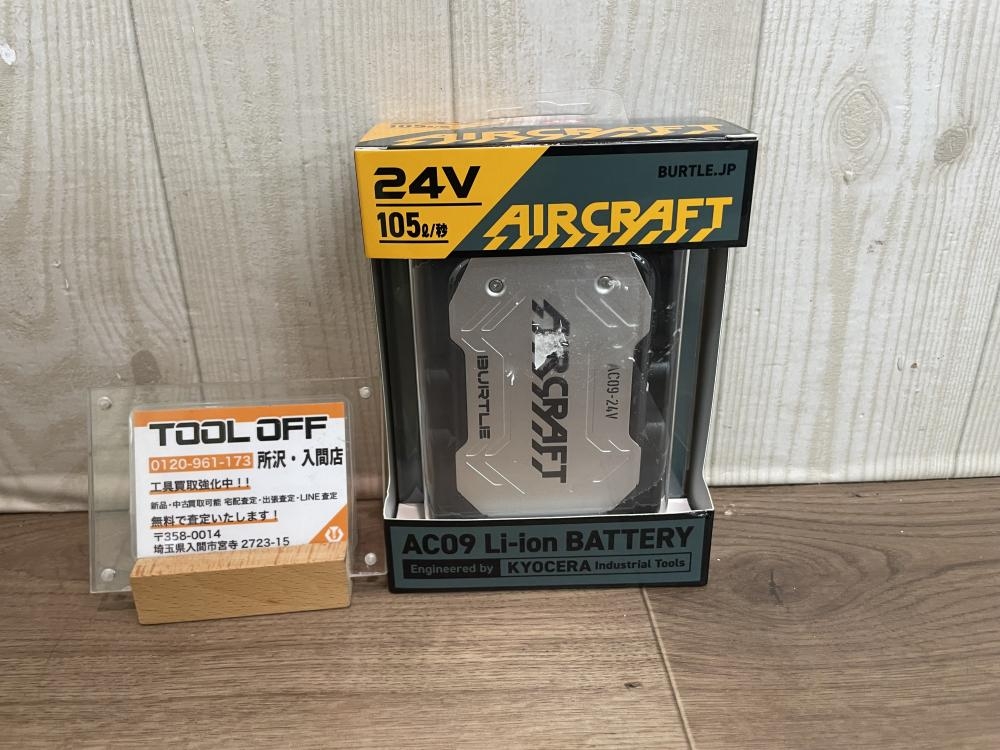 AIRCRAFT
24V
105ℓ/秒
BURTLE.JP
AIRCRAFT
AIRCRAFT
BURTLE
AC09-24V
AC09 Li-ion BATTERY
Engineered by KYOCERA Industrial Tools
TOOL OFF
0120-961-173 所沢・入間店
工具買取強化中!!
新品・中古買取可能 宅配査定・出張査定・LINE査定
無料で査定いたします!
〒358-0014
埼玉県入間市宮寺 2723-15